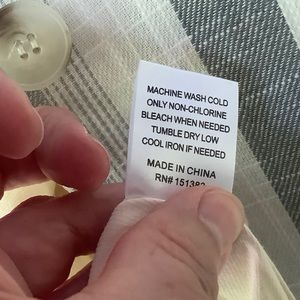 MACHINE WASH COLD
ONLY NON-CHLORINE
BLEACH WHEN NEEDED
TUMBLE DRY LOW
COOL IRON IF NEEDED
MADE IN CHINA
RN# 151382